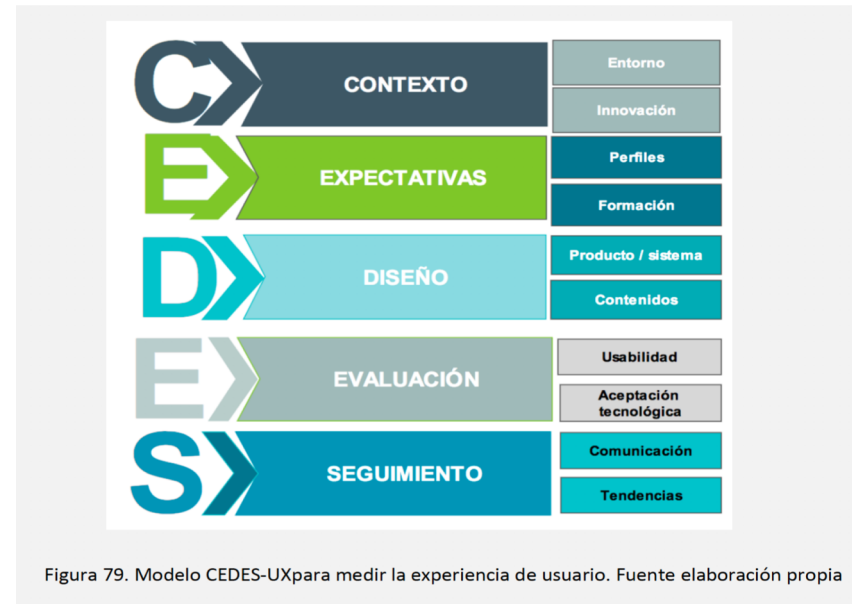 C
CONTEXTO
Entorno
Innovación
E
EXPECTATIVAS
Perfiles
Formación
D
DISEÑO
Producto / sistema
Contenidos
E
EVALUACIÓN
Usabilidad
Aceptación
tecnológica
S
SEGUIMIENTO
Comunicación
Tendencias
Figura 79. Modelo CEDES-UXpara medir la experiencia de usuario. Fuente elaboración propia